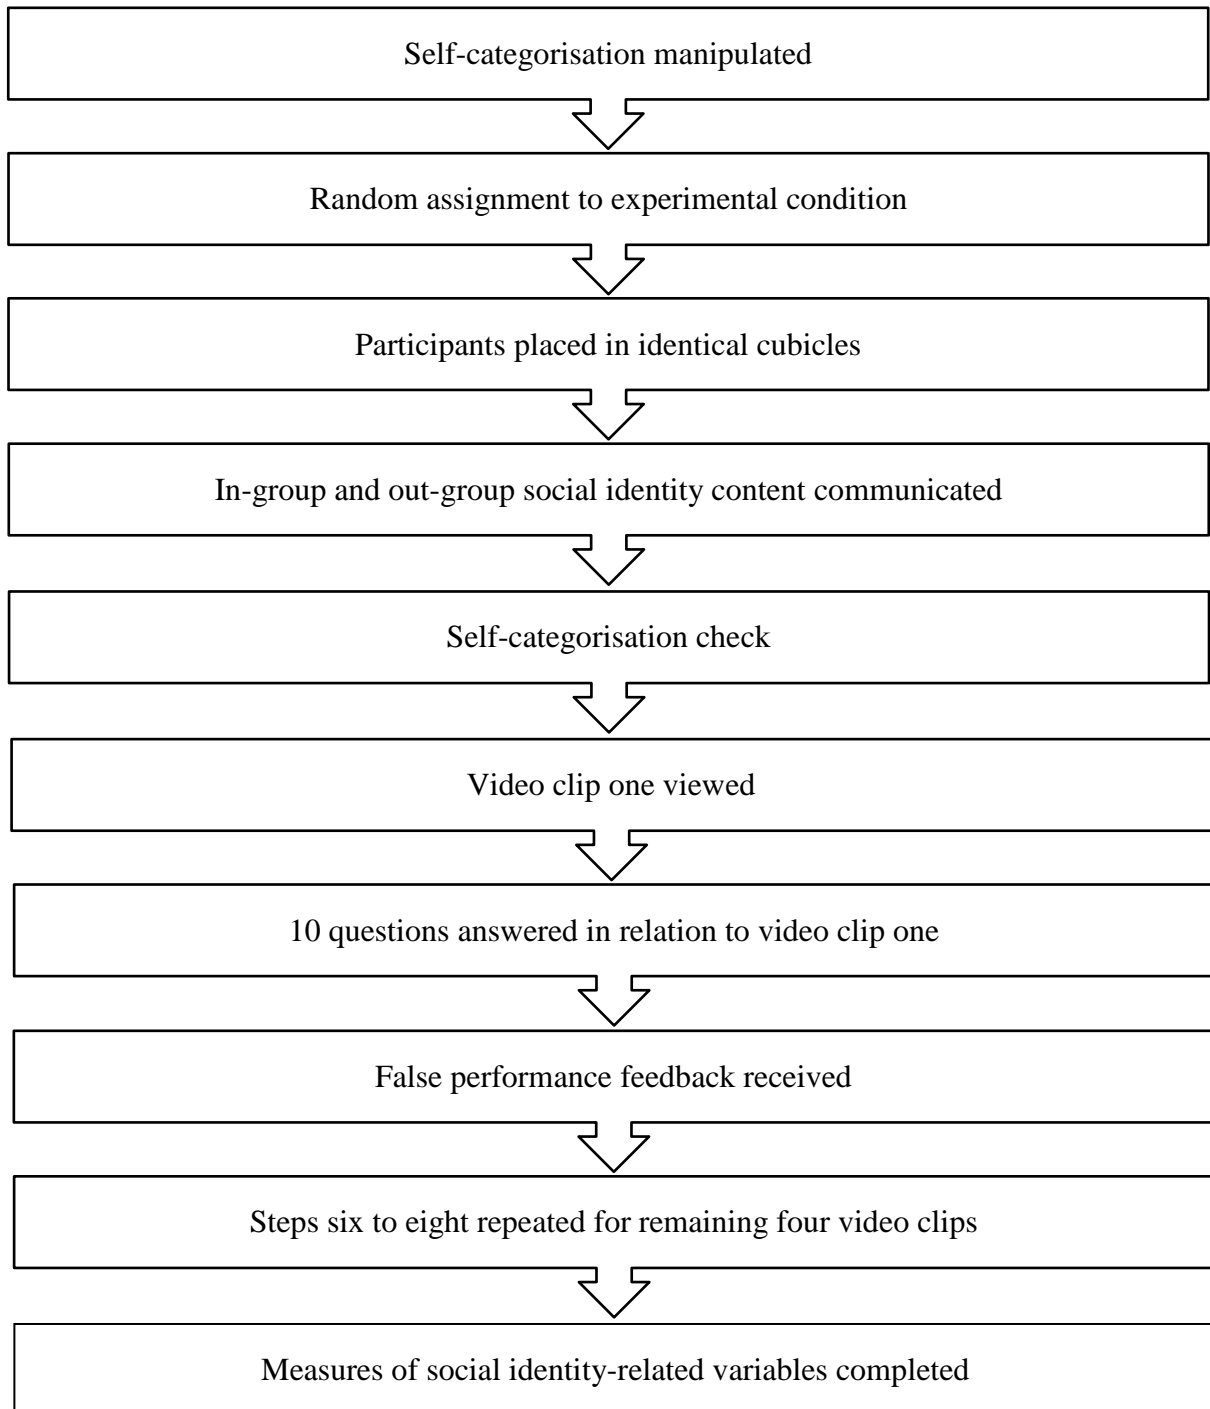 Self-categorisation manipulated
Random assignment to experimental condition
Participants placed in identical cubicles
In-group and out-group social identity content communicated
Self-categorisation check
Video clip one viewed
10 questions answered in relation to video clip one
False performance feedback received
Steps six to eight repeated for remaining four video clips
Measures of social identity-related variables completed